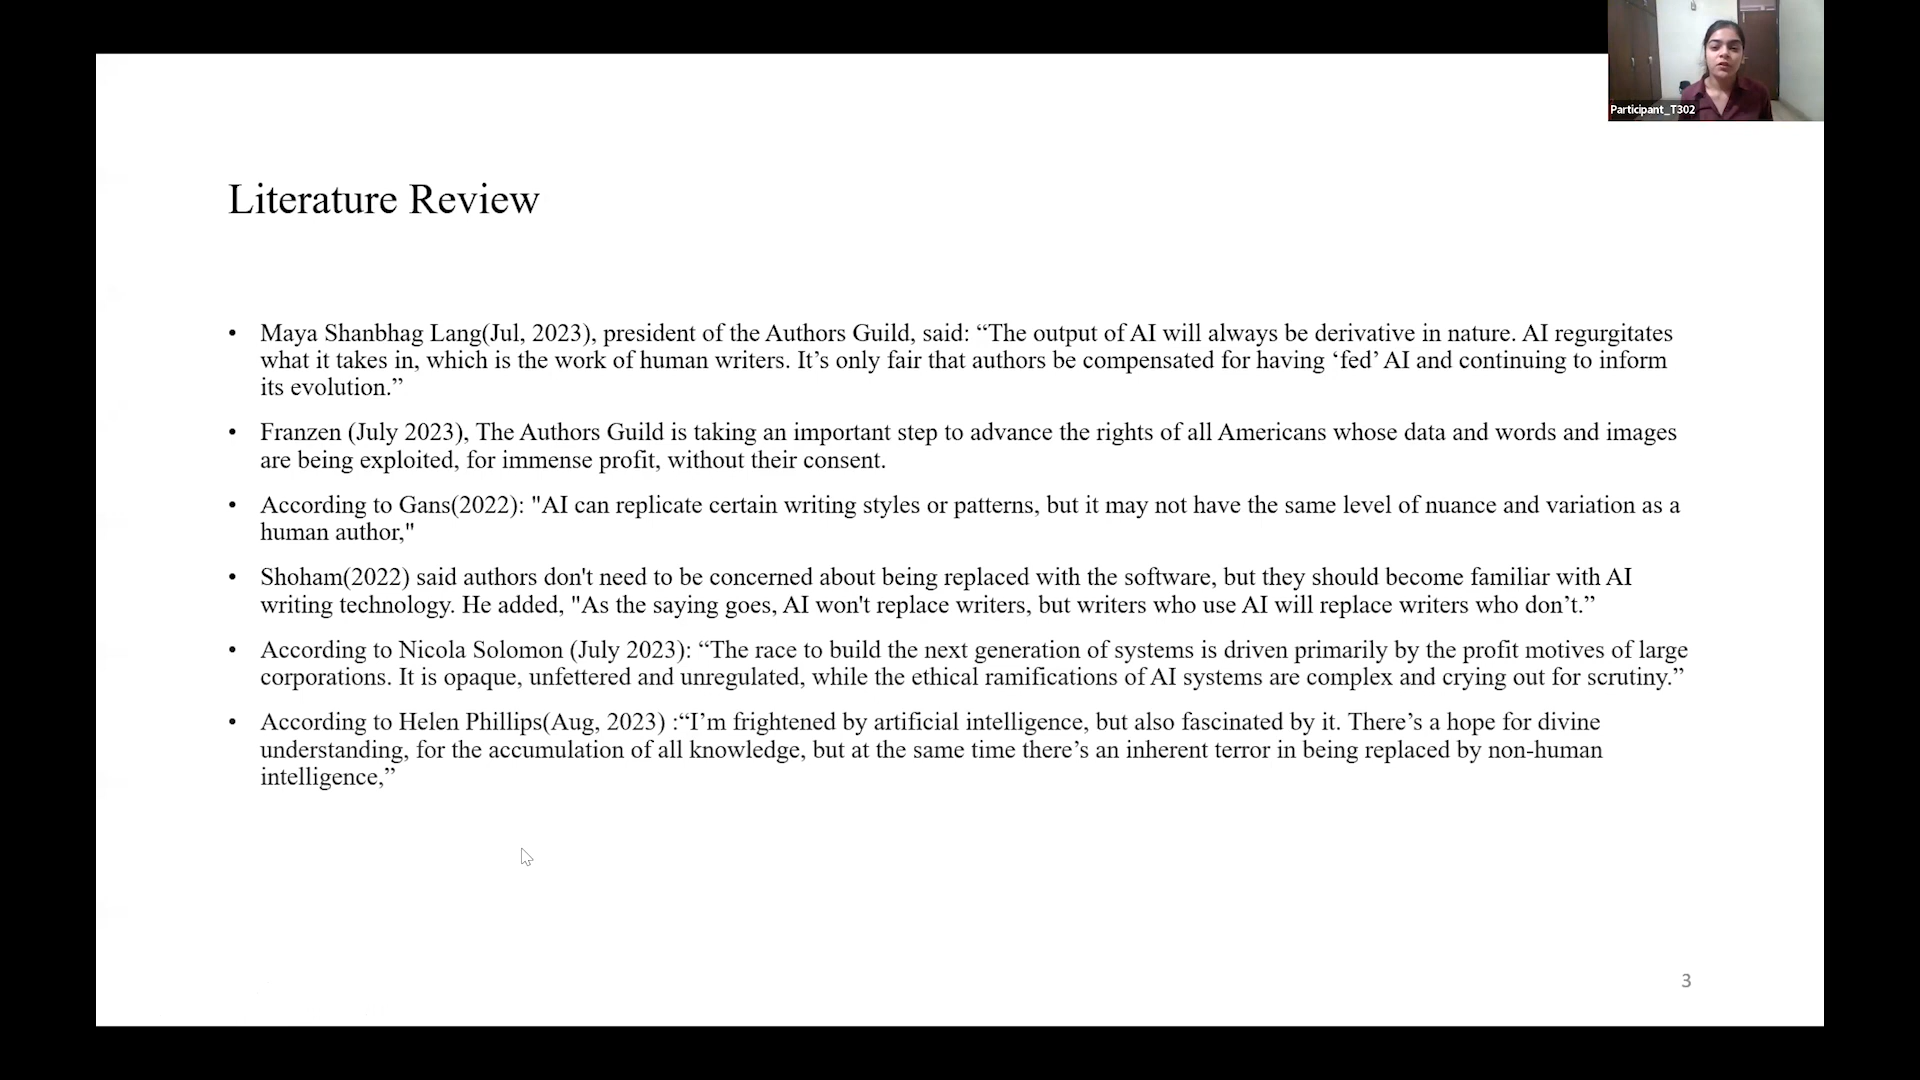 Participant_T302
Literature Review
• Maya Shanbhag Lang(Jul, 2023), president of the Authors Guild, said: “The output of AI will always be derivative in nature. AI regurgitates
what it takes in, which is the work of human writers. It’s only fair that authors be compensated for having ‘fed’ AI and continuing to inform
its evolution.”
• Franzen (July 2023), The Authors Guild is taking an important step to advance the rights of all Americans whose data and words and images
are being exploited, for immense profit, without their consent.
• According to Gans(2022): "AI can replicate certain writing styles or patterns, but it may not have the same level of nuance and variation as a
human author,"
• Shoham(2022) said authors don't need to be concerned about being replaced with the software, but they should become familiar with AI
writing technology. He added, "As the saying goes, AI won't replace writers, but writers who use AI will replace writers who don’t.”
• According to Nicola Solomon (July 2023): “The race to build the next generation of systems is driven primarily by the profit motives of large
corporations. It is opaque, unfettered and unregulated, while the ethical ramifications of AI systems are complex and crying out for scrutiny.”
• According to Helen Phillips(Aug, 2023) :“I’m frightened by artificial intelligence, but also fascinated by it. There’s a hope for divine
understanding, for the accumulation of all knowledge, but at the same time there’s an inherent terror in being replaced by non-human
intelligence,”
3